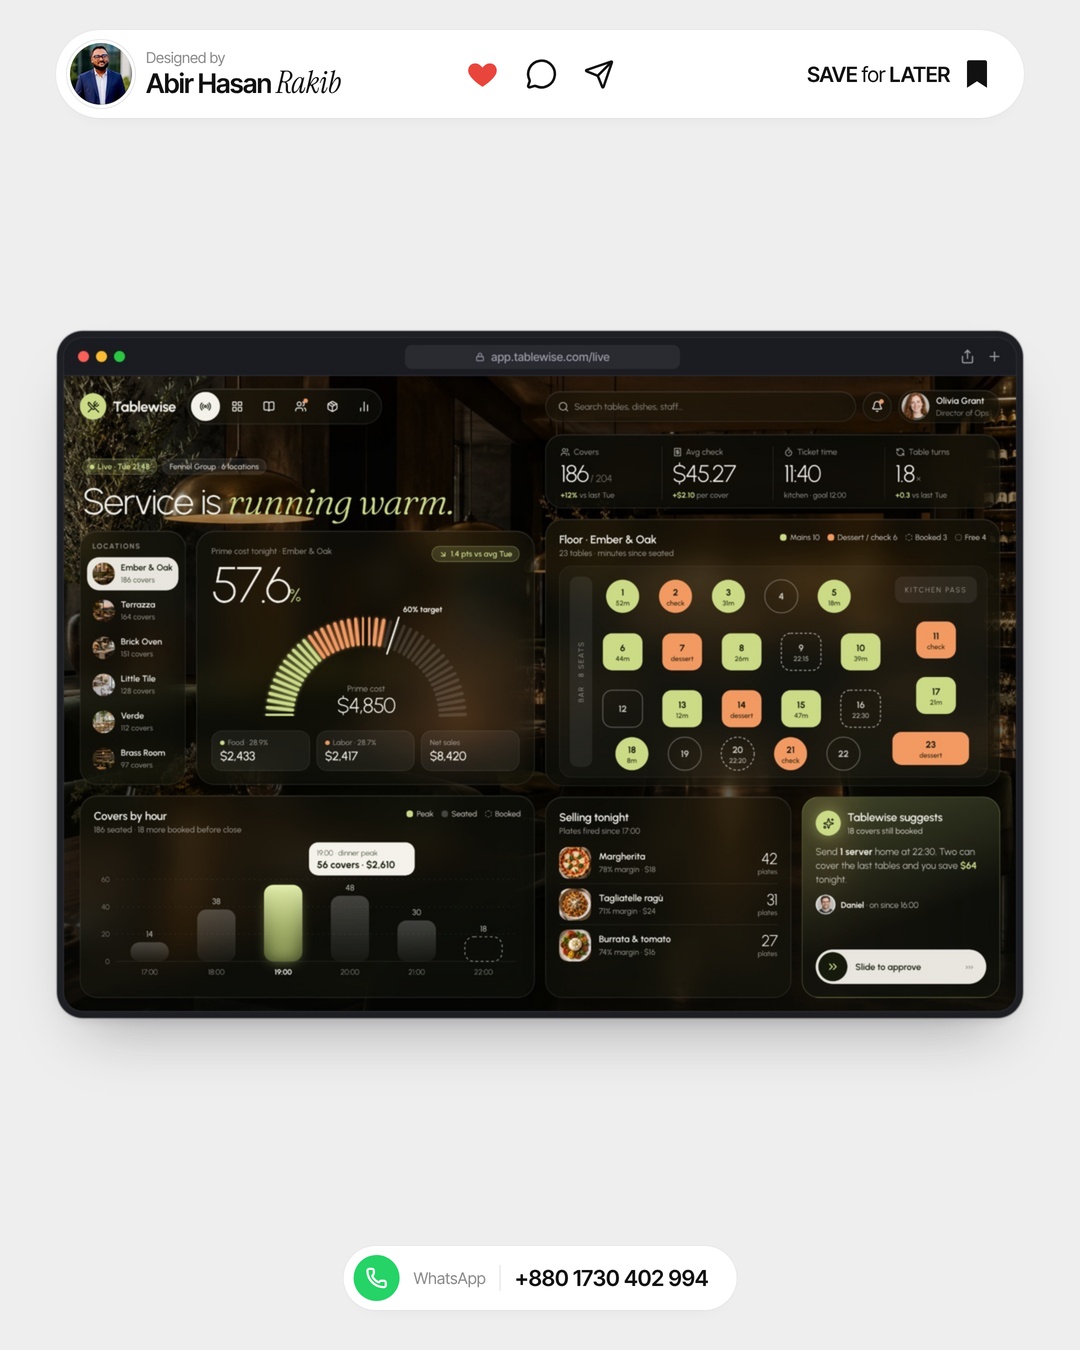 Designed by
Abir Hasan Rakib
SAVE for LATER
app.tablewise.com/live
Tablewise
Search tables, dishes, staff..
Olivia Grant
Director of Ops
Live · Tue 21:48
Fennel Group · 6 locations
Service is running warm.
Covers
186 / 204
+12% vs last Tue
Avg check
$45.27
+$2.10 per cover
Ticket time
11:40
kitchen · goal 12:00
Table turns
1.8×
+0.3 vs last Tue
LOCATIONS
Ember & Oak
186 covers
Terrazza
164 covers
Brick Oven
151 covers
Little Tile
128 covers
Verde
112 covers
Brass Room
97 covers
Prime cost tonight · Ember & Oak
1.4 pts vs avg Tue
57.6%
60% target
Prime cost
$4,850
Food · 28.9%
$2,433
Labor · 28.7%
$2,417
Net sales
$8,420
Floor · Ember & Oak
23 tables · minutes since seated
Mains 10
Dessert / check 6
Booked 3
Free 4
BAR · 8 SEATS
KITCHEN PASS
1
52m
2
check
3
31m
4
5
18m
6
44m
7
dessert
8
26m
9
22:15
10
39m
11
check
12
13
12m
14
dessert
15
47m
16
22:30
17
21m
18
8m
19
20
22:20
21
check
22
23
dessert
Covers by hour
186 seated · 18 more booked before close
Peak
Seated
Booked
19:00 · dinner peak
56 covers · $2,610
60
40
20
0
14
38
48
30
18
17:00
18:00
19:00
20:00
21:00
22:00
Selling tonight
Plates fired since 17:00
Margherita
78% margin · $18
42
plates
Tagliatelle ragù
71% margin · $24
31
plates
Burrata & tomato
74% margin · $16
27
plates
Tablewise suggests
18 covers still booked
Send 1 server home at 22:30. Two can
cover the last tables and you save $64
tonight.
Daniel · on since 16:00
Slide to approve
WhatsApp
+880 1730 402 994